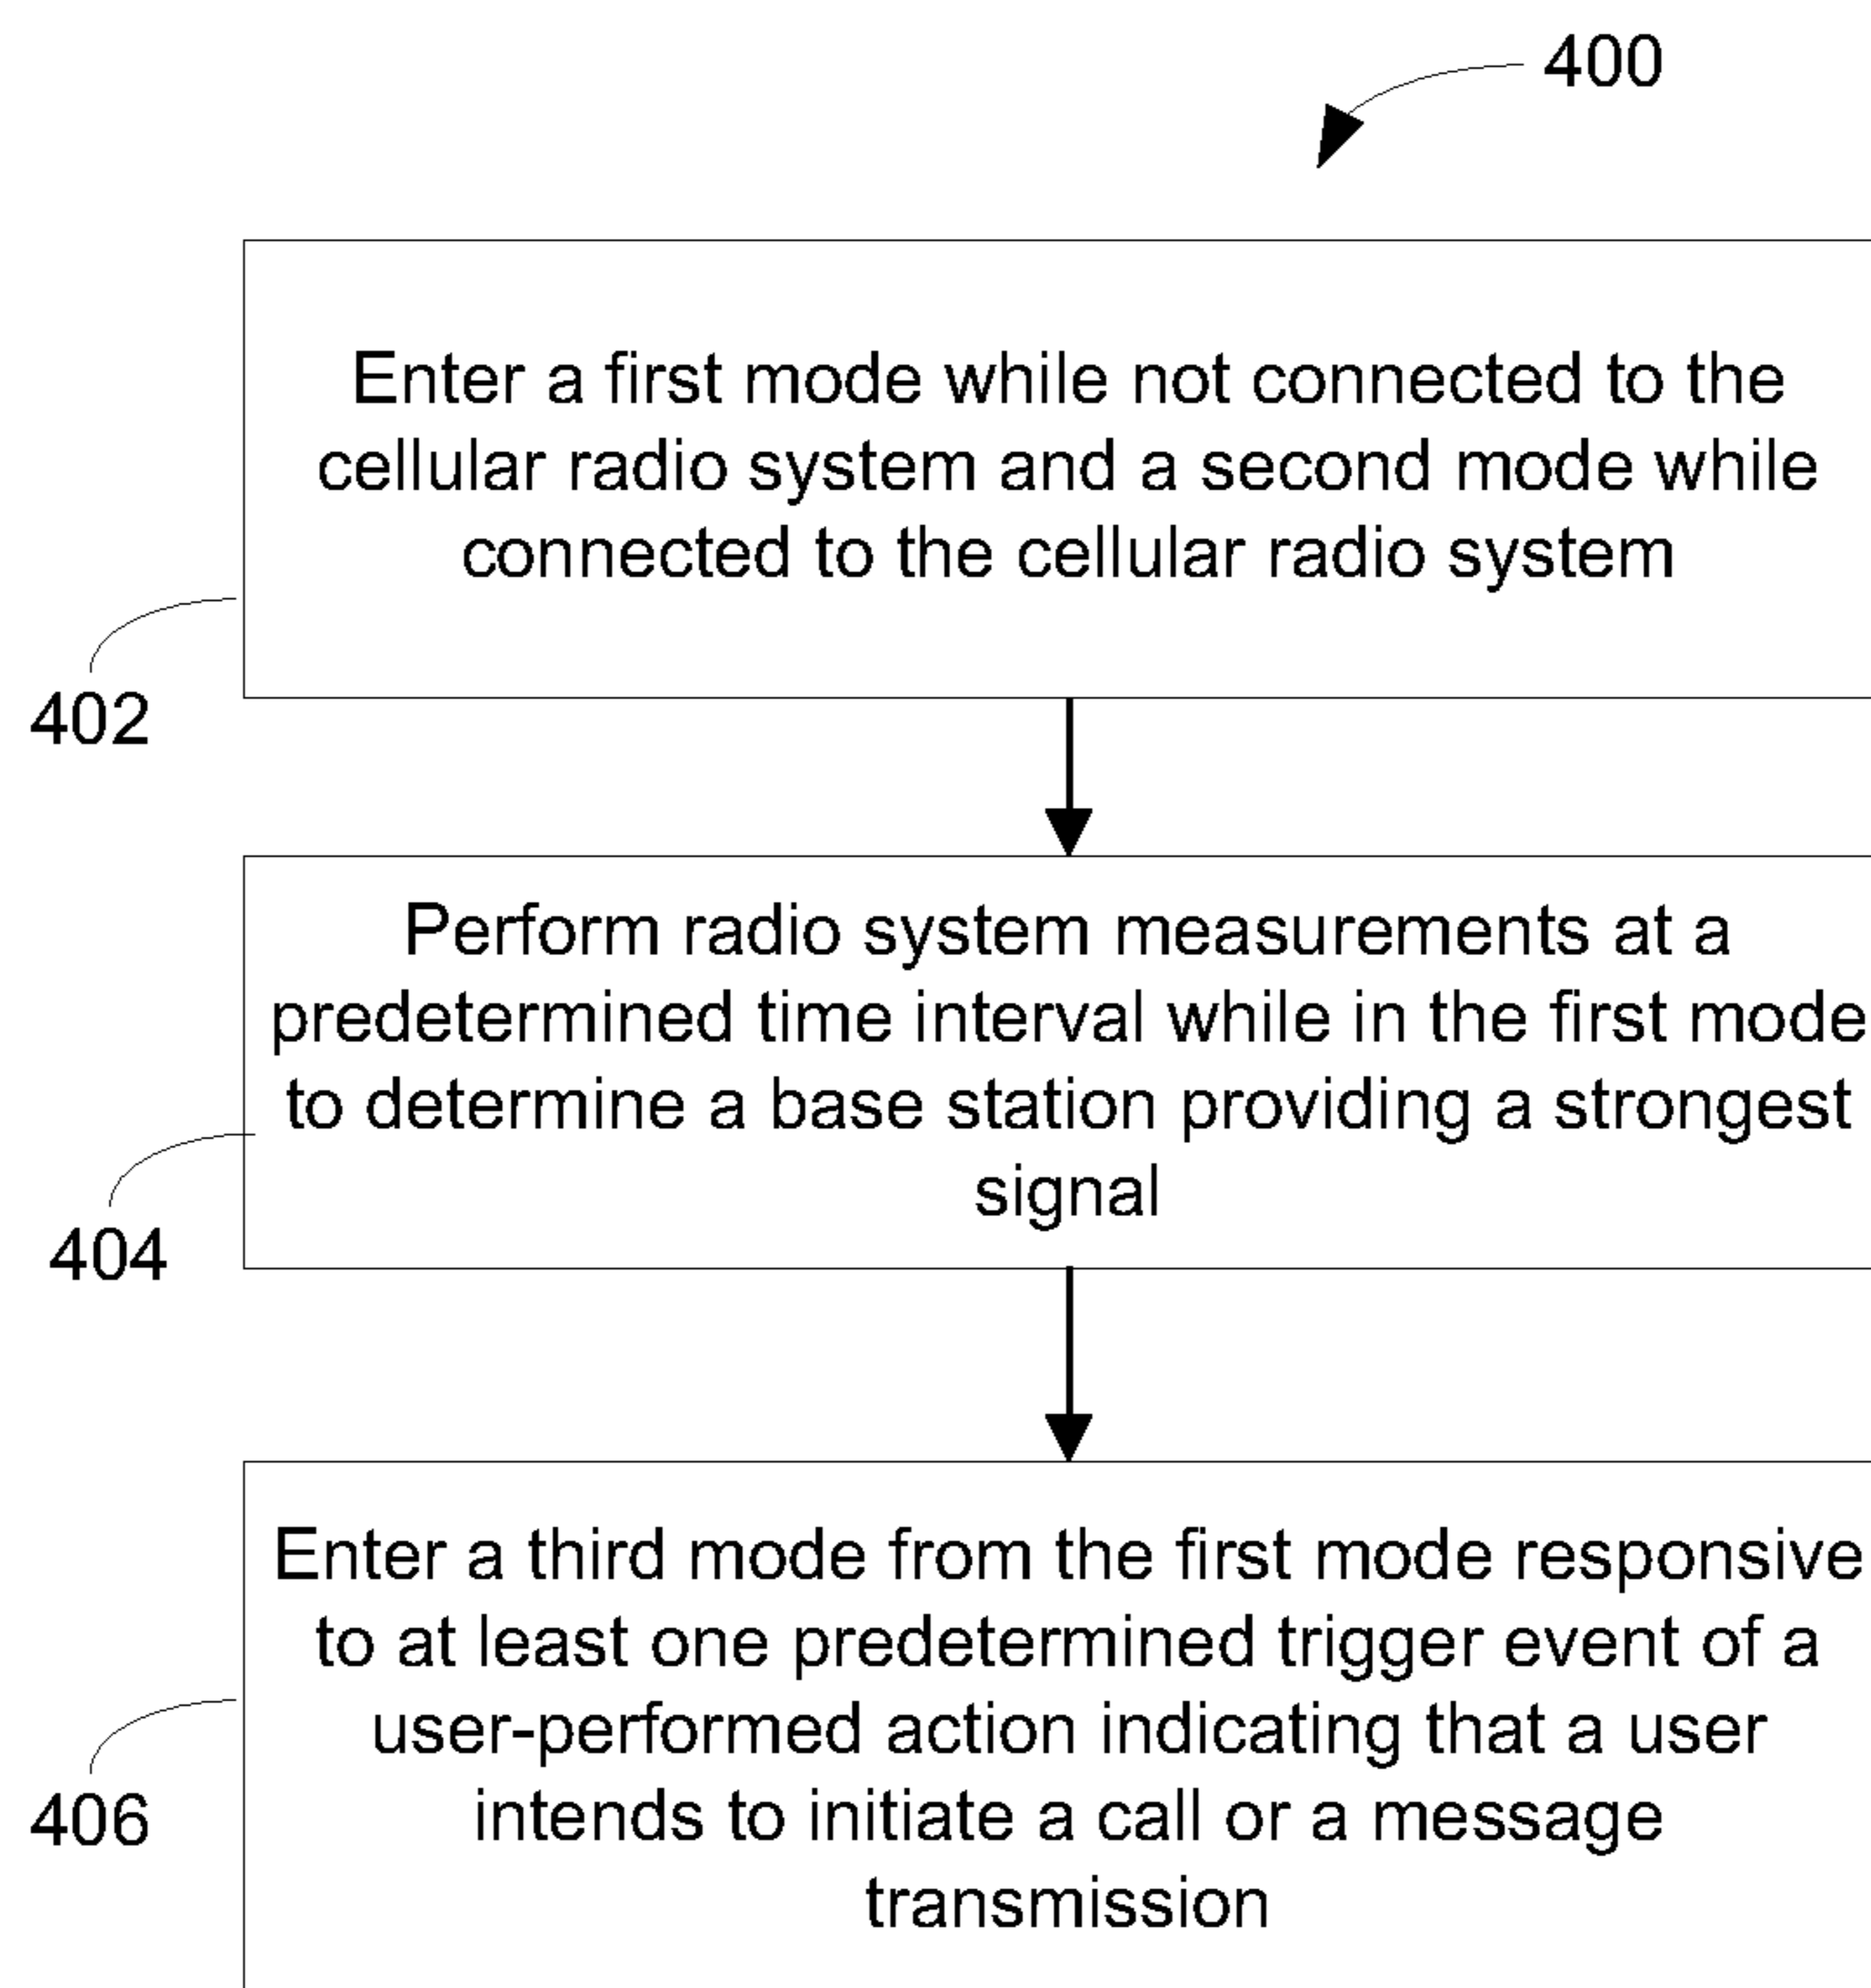 400
Enter a first mode while not connected to the
cellular radio system and a second mode while
connected to the cellular radio system
402
Perform radio system measurements at a
predetermined time interval while in the first mode
to determine a base station providing a strongest
signal
404
Enter a third mode from the first mode responsive
to at least one predetermined trigger event of a
user-performed action indicating that a user
intends to initiate a call or a message
transmission
406